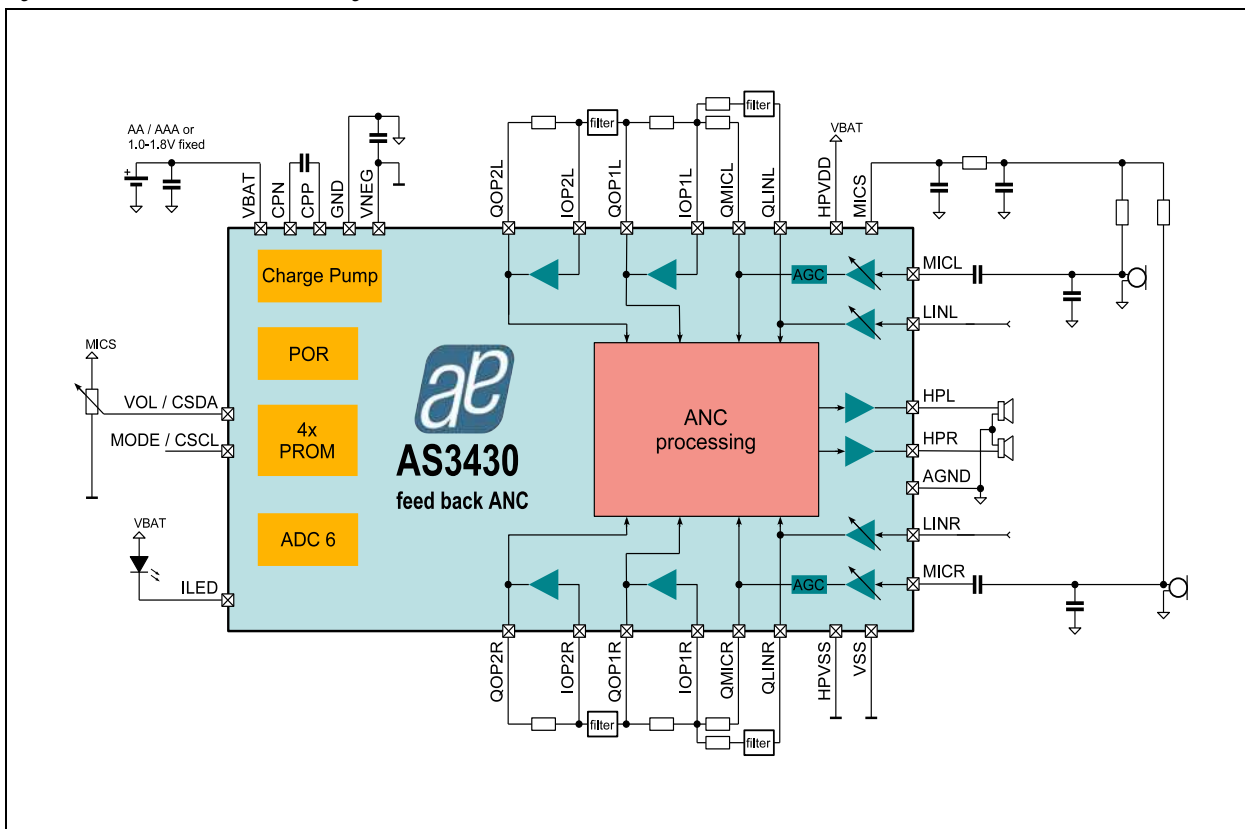 AA / AAA or
1.0-1.8V fixed
VBAT
CPN
CPP
GND
VNEG
QOP2L
IOP2L
QOP1L
IOP1L
QMICL
QLINL
HPVDD
MICS
filter
filter
VBAT
Charge Pump
POR
4x
PROM
ADC 6
MICS
VOL / CSDA
MODE / CSCL
VBAT
ILED
ae
AS3430
feed back ANC
ANC
processing
AGC
AGC
MICL
LINL
HPL
HPR
AGND
LINR
MICR
QOP2R
IOP2R
QOP1R
IOP1R
QMICR
QLINR
HPVSS
VSS
filter
filter